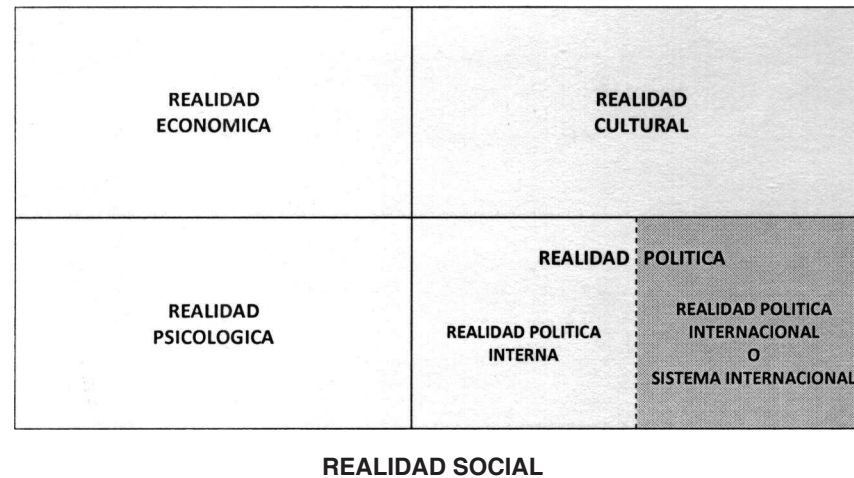 REALIDAD
ECONOMICA
REALIDAD
CULTURAL
REALIDAD
PSICOLOGICA
REALIDAD POLITICA
REALIDAD POLITICA
INTERNA
REALIDAD POLITICA
INTERNACIONAL
O
SISTEMA INTERNACIONAL
REALIDAD SOCIAL